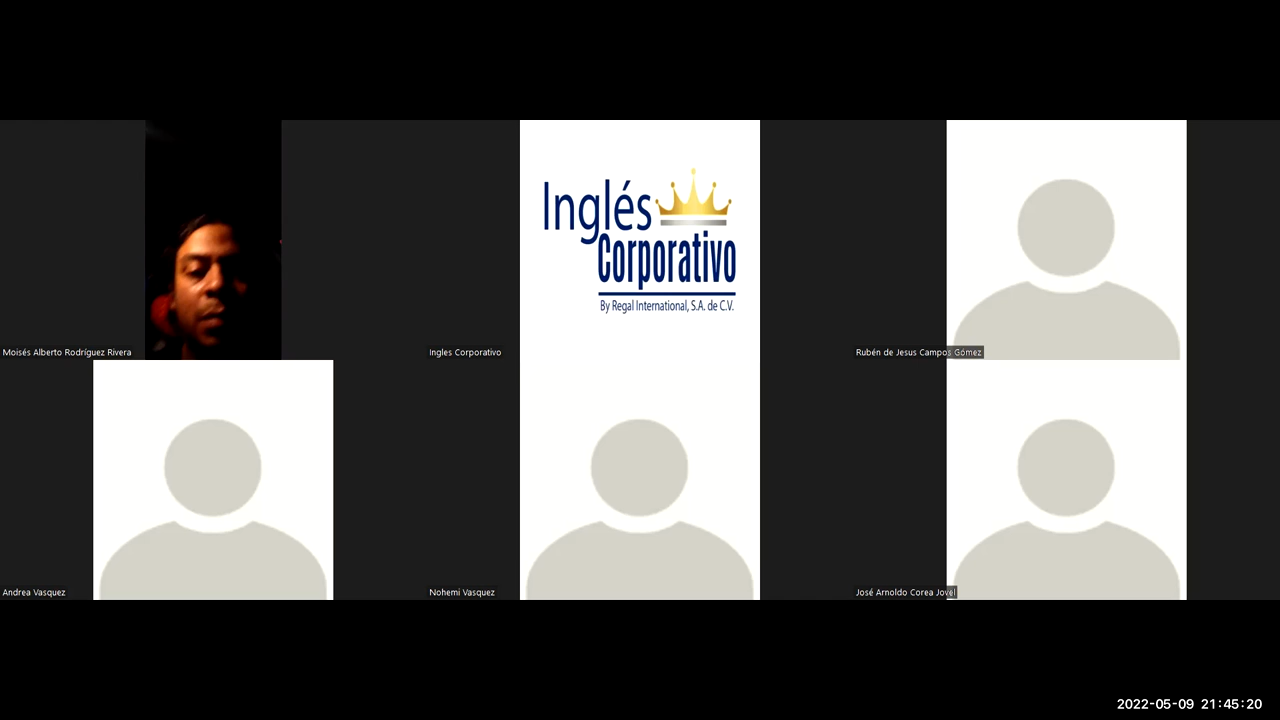 Inglés
Corporativo
By Regal International, S.A. de C.V.
Moisés Alberto Rodríguez Rivera
Ingles Corporativo
Rubén de Jesus Campos Gómez
Andrea Vasquez
Nohemi Vasquez
José Arnoldo Corea Jovel
2022-05-09 21:45:20